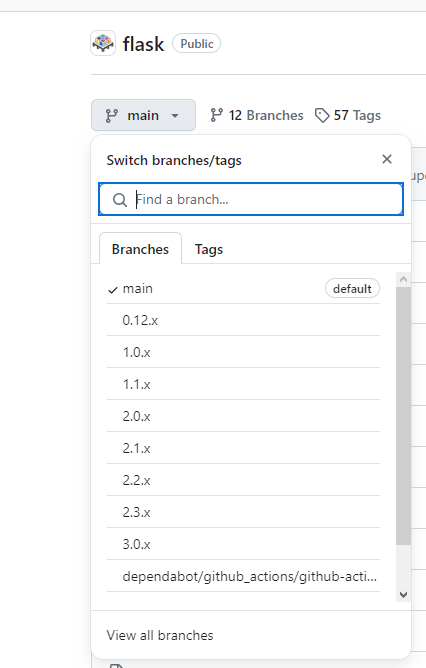 flask Public
main 12 Branches 57 Tags
Switch branches/tags
Find a branch...
Branches Tags
main default
0.12.x
1.0.x
1.1.x
2.0.x
2.1.x
2.2.x
2.3.x
3.0.x
dependabot/github_actions/github-acti...
View all branches